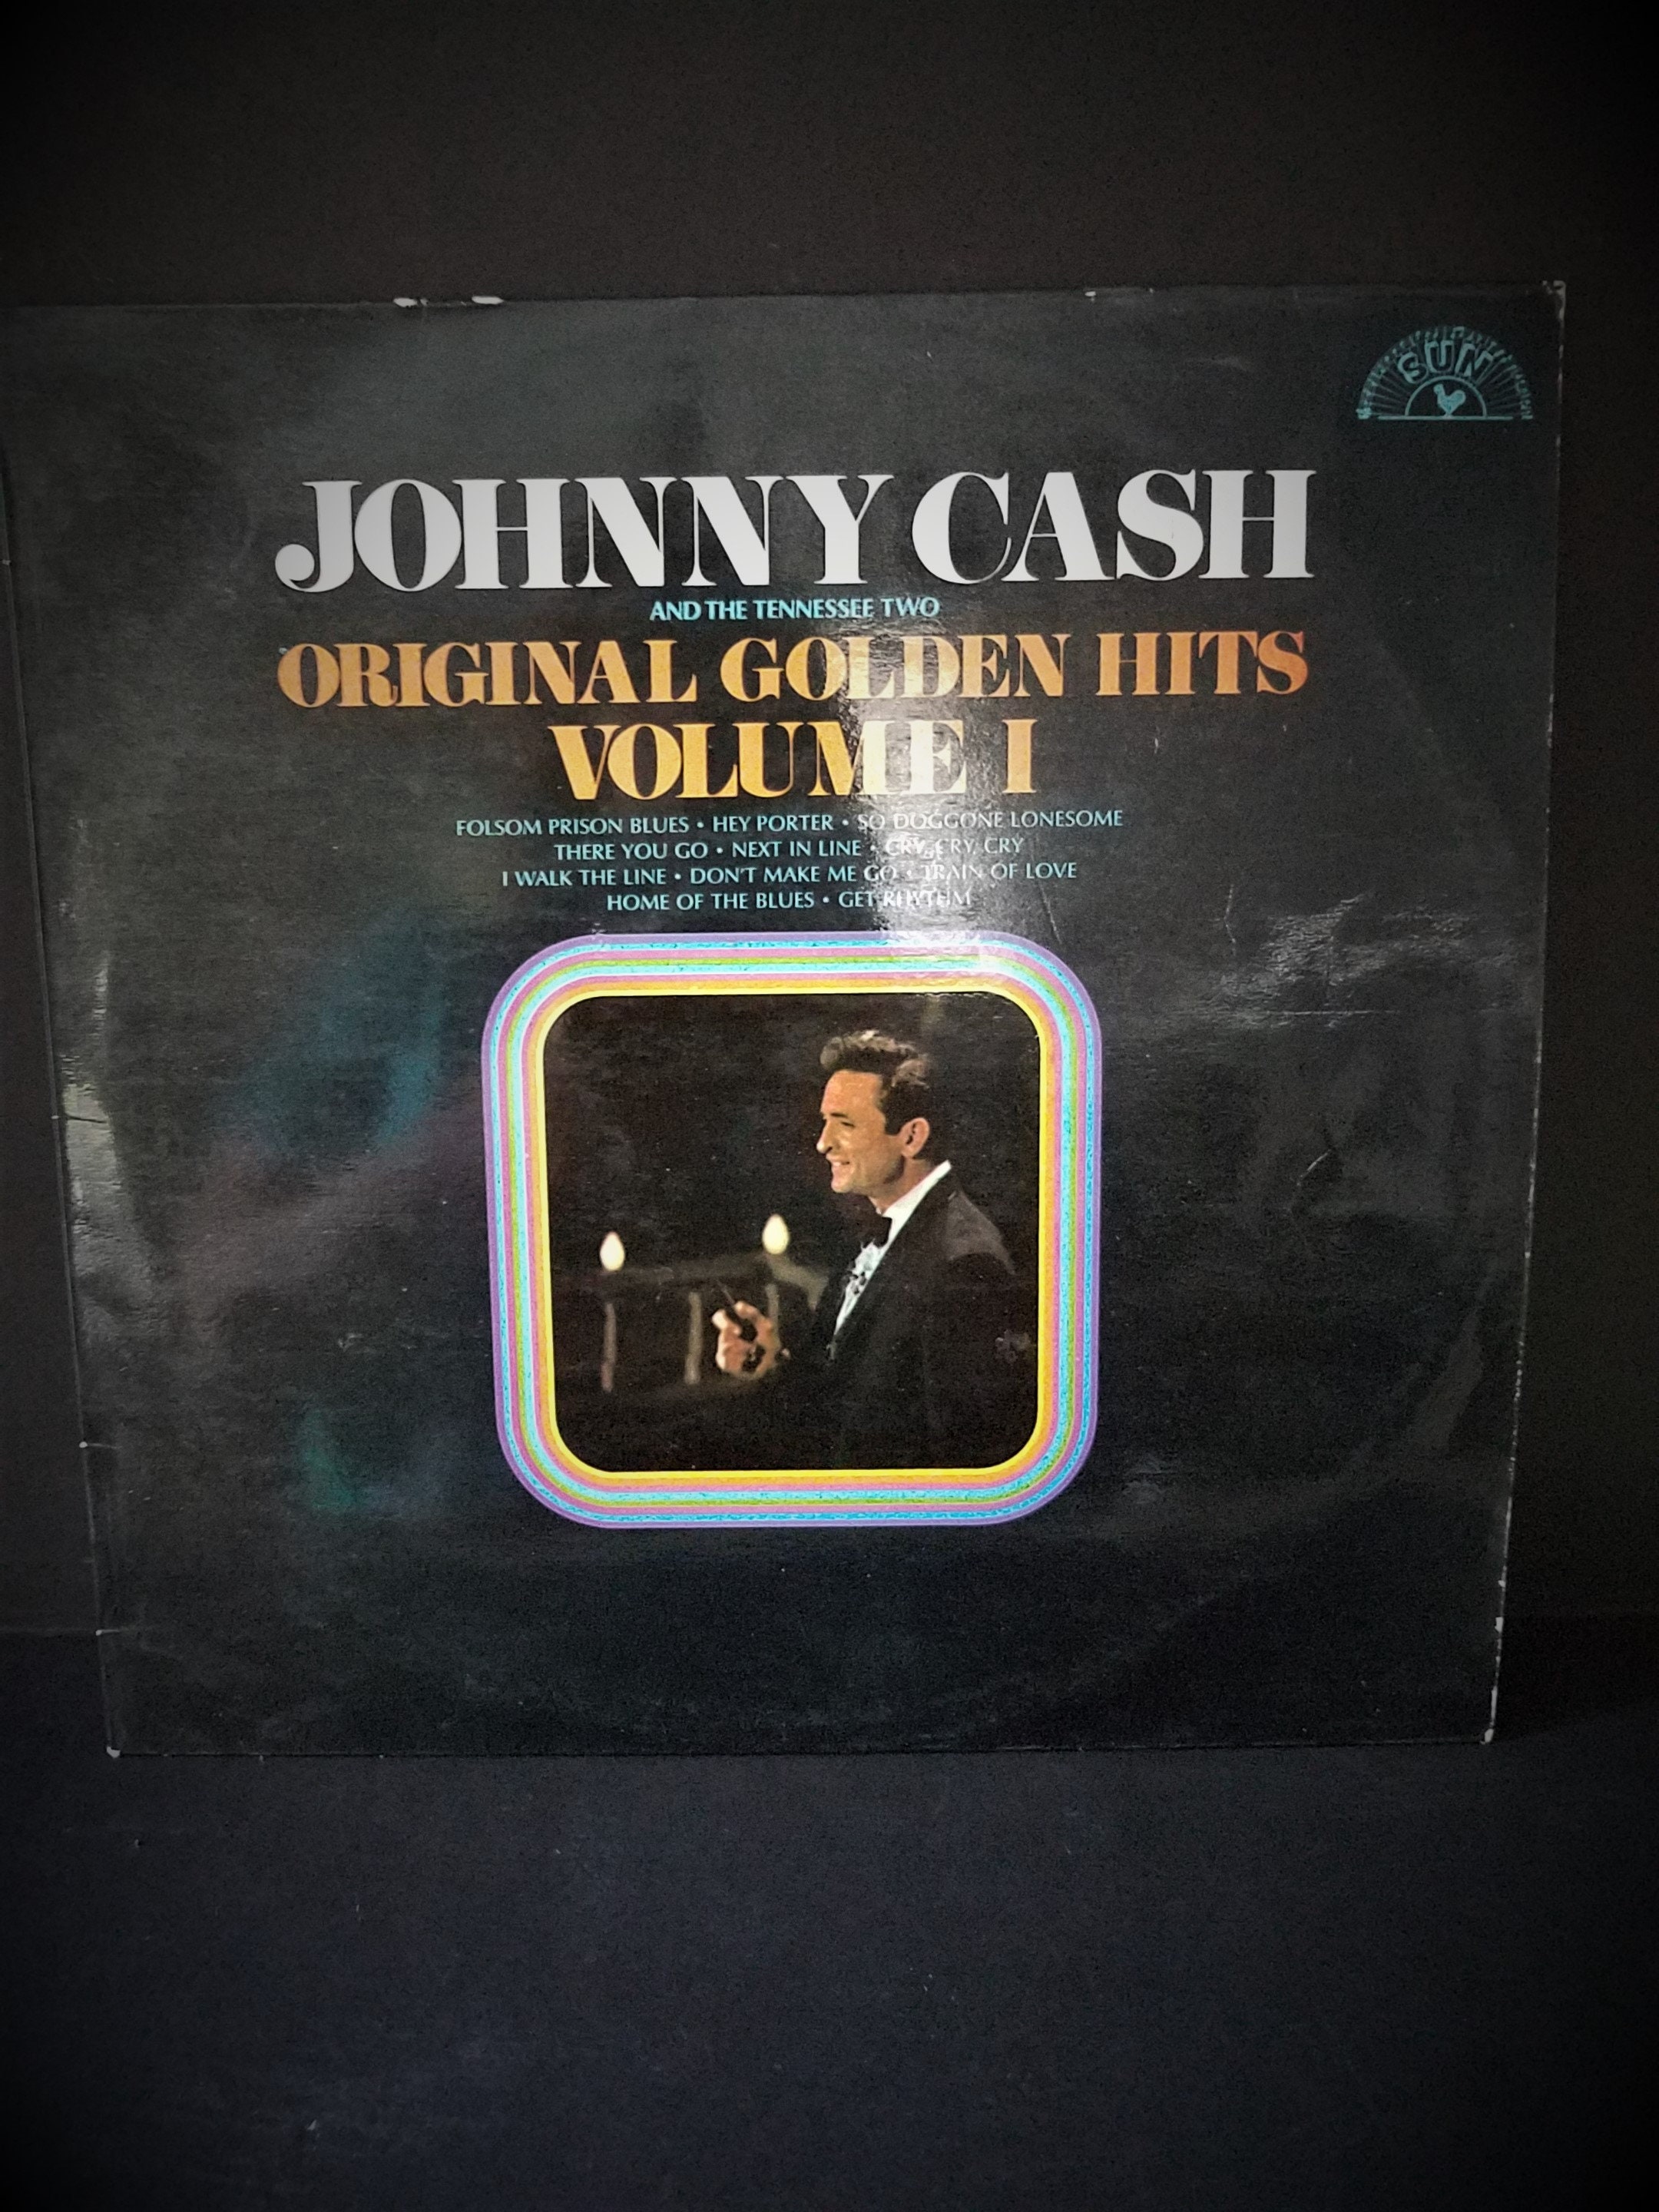 SUN
JOHNNY CASH
AND THE TENNESSEE TWO
ORIGINAL GOLDEN HITS
VOLUME I
FOLSOM PRISON BLUES • HEY PORTER • SO DOGGONE LONESOME
THERE YOU GO • NEXT IN LINE • CRY, CRY, CRY
I WALK THE LINE • DON'T MAKE ME GO • TRAIN OF LOVE
HOME OF THE BLUES • GET RHYTHM